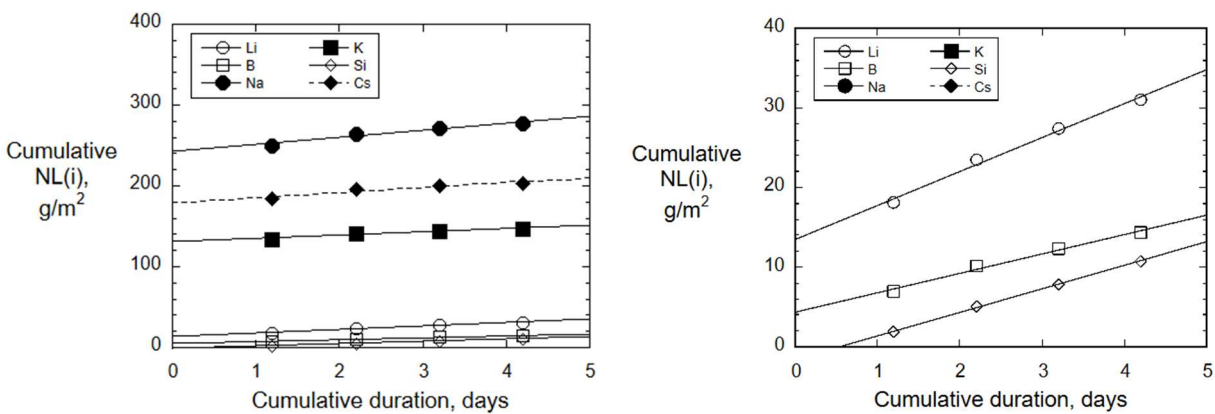 400
300
200
100
0
Cumulative
NL(i),
g/m²
Li K
B Si
Na Cs
0 1 2 3 4 5
Cumulative duration, days
40
30
20
10
0
Cumulative
NL(i),
g/m²
Li K
B Si
Na Cs
0 1 2 3 4 5
Cumulative duration, days